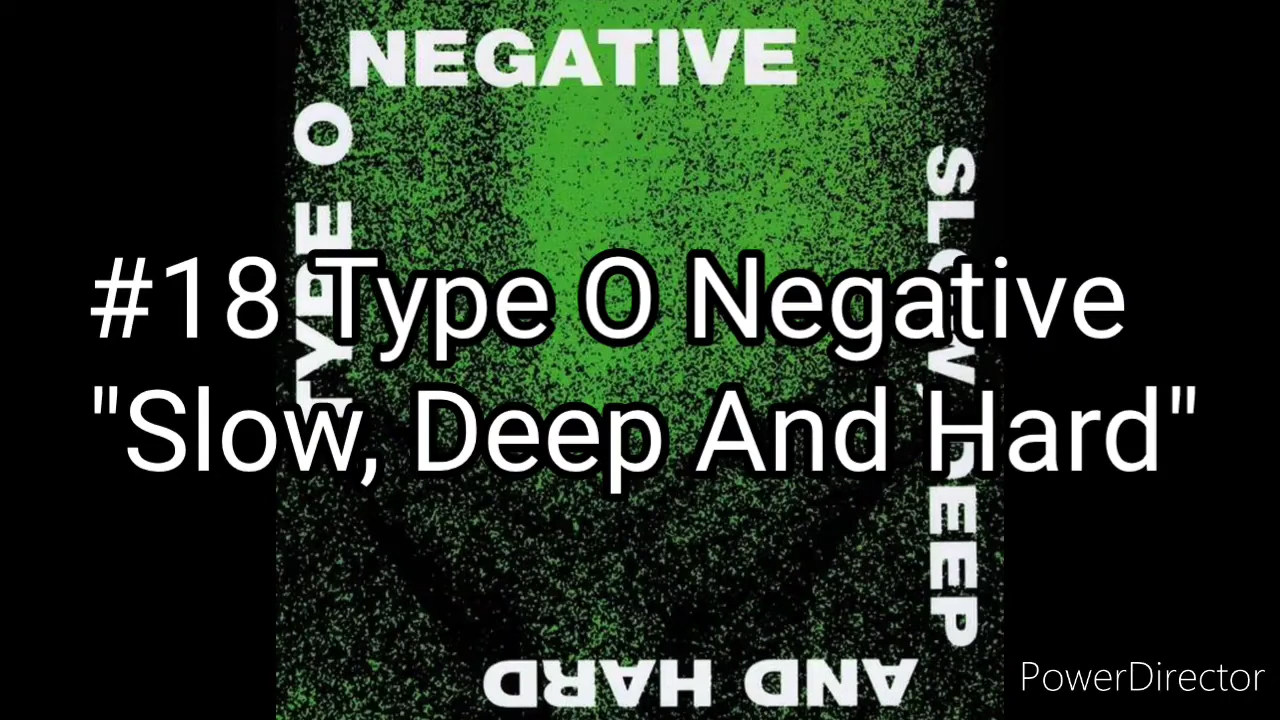 TYPE O NEGATIVE
SLOW, DEEP
AND HARD
#18 Type O Negative
"Slow, Deep And Hard"
PowerDirector